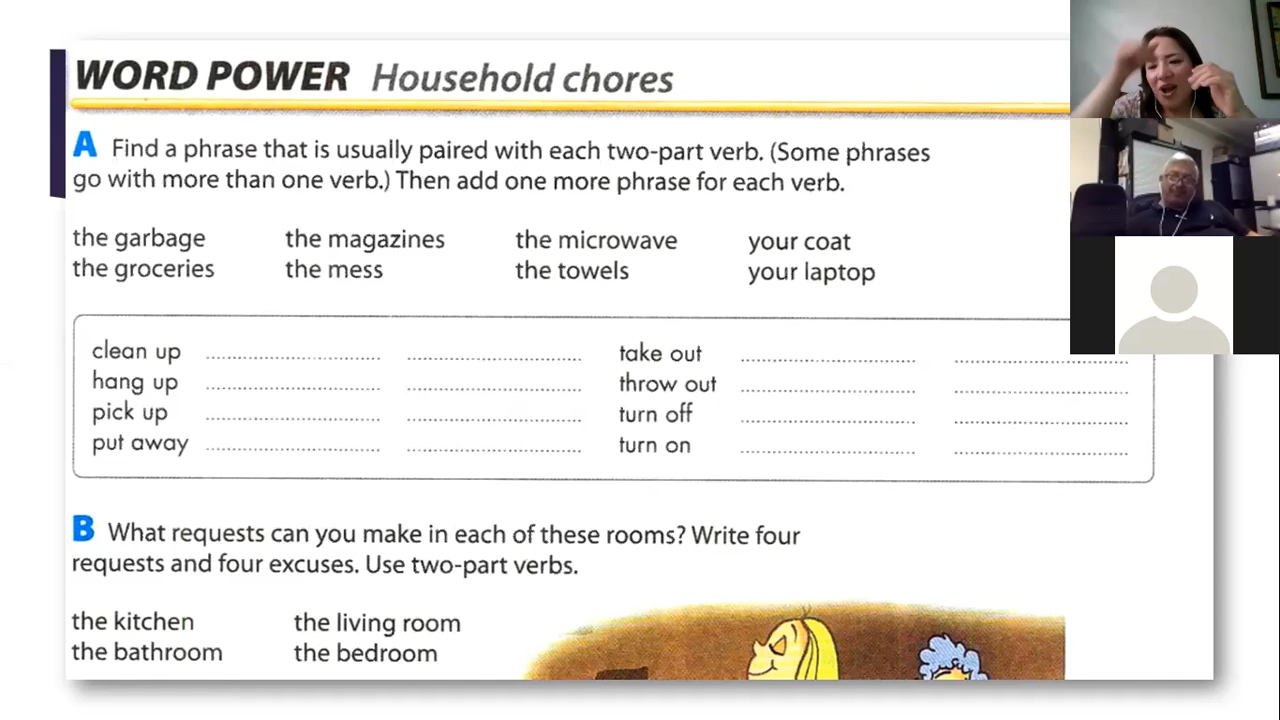 WORD POWER Household chores
A Find a phrase that is usually paired with each two-part verb. (Some phrases
go with more than one verb.) Then add one more phrase for each verb.
the garbage the magazines the microwave your coat
the groceries the mess the towels your laptop
clean up take out
hang up throw out
pick up turn off
put away turn on
B What requests can you make in each of these rooms? Write four
requests and four excuses. Use two-part verbs.
the kitchen the living room
the bathroom the bedroom